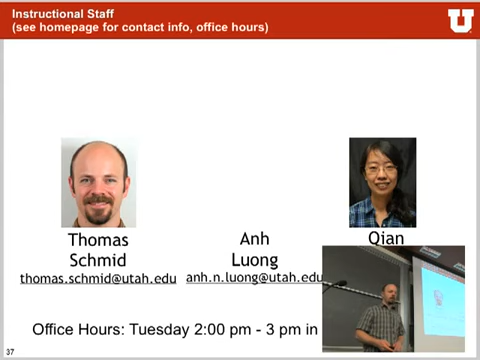 Instructional Staff
(see homepage for contact info, office hours)
U
Thomas
Schmid
thomas.schmid@utah.edu
Anh
Luong
anh.n.luong@utah.edu
Qian
Office Hours: Tuesday 2:00 pm - 3 pm in
37